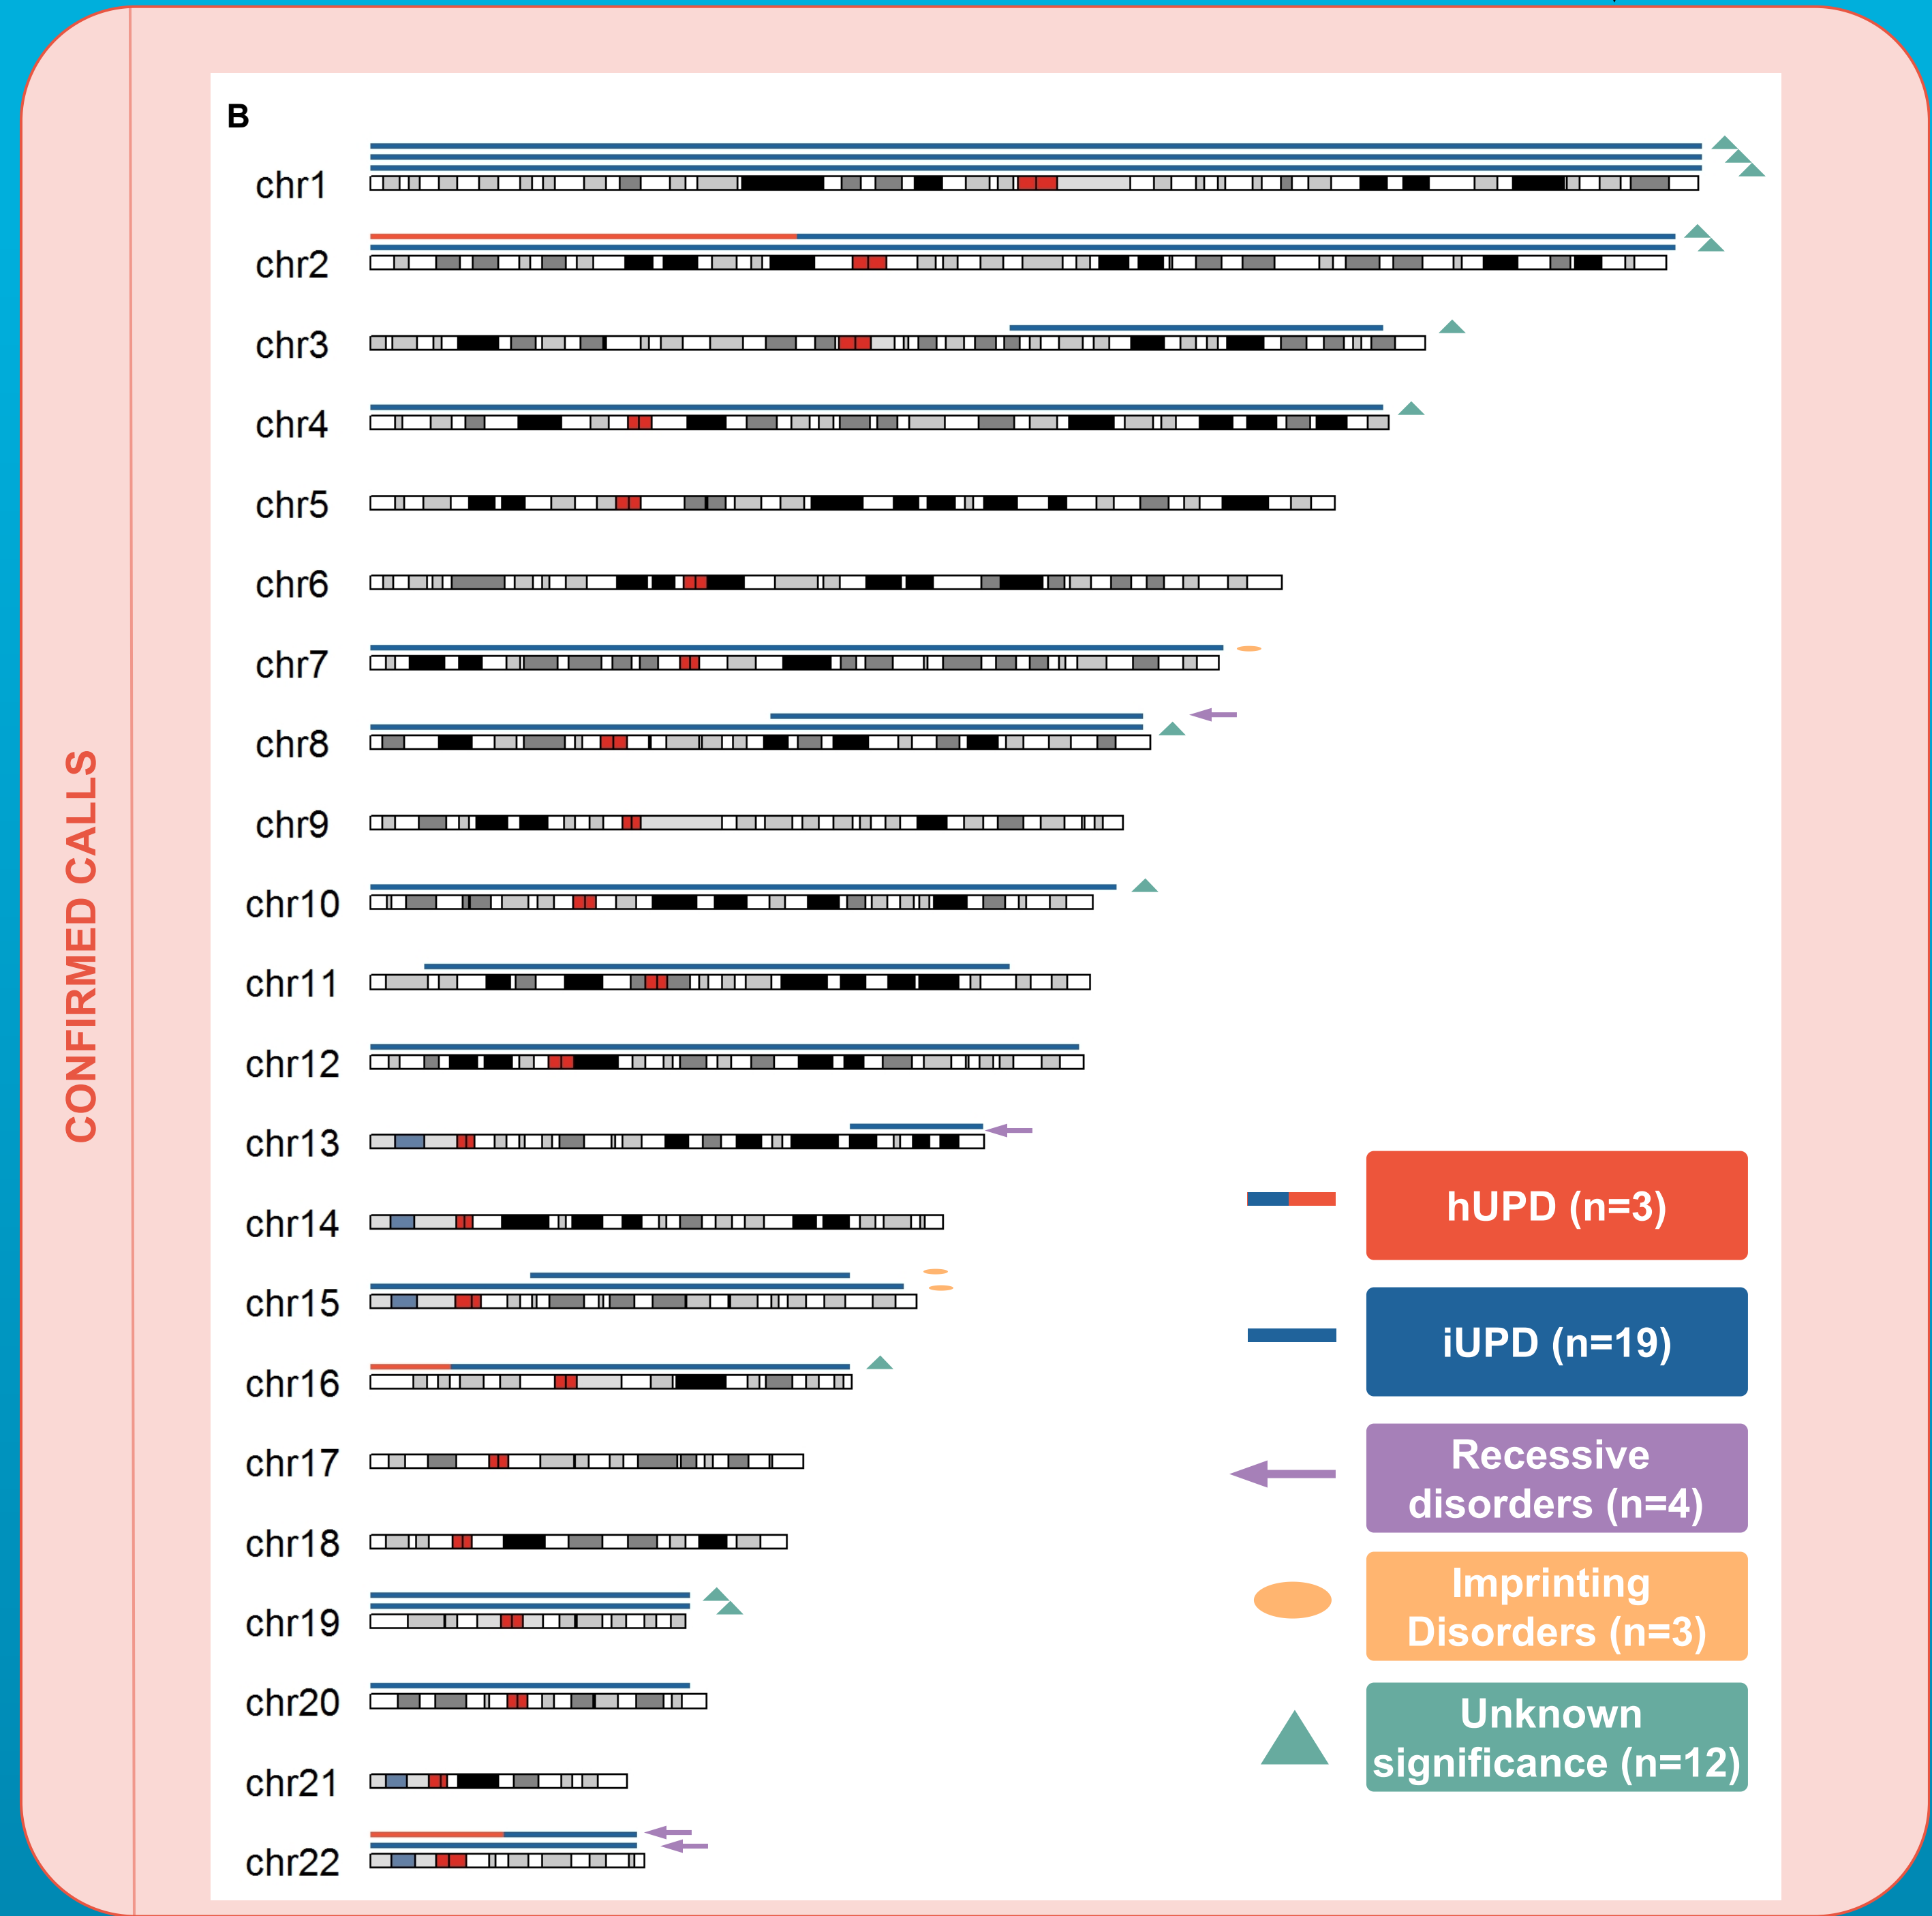 B
chr1
chr2
chr3
chr4
chr5
chr6
chr7
chr8
chr9
chr10
chr11
chr12
chr13
chr14
chr15
chr16
chr17
chr18
chr19
chr20
chr21
chr22
CONFIRMED CALLS
hUPD (n=3)
iUPD (n=19)
Recessive
disorders (n=4)
Imprinting
Disorders (n=3)
Unknown
significance (n=12)